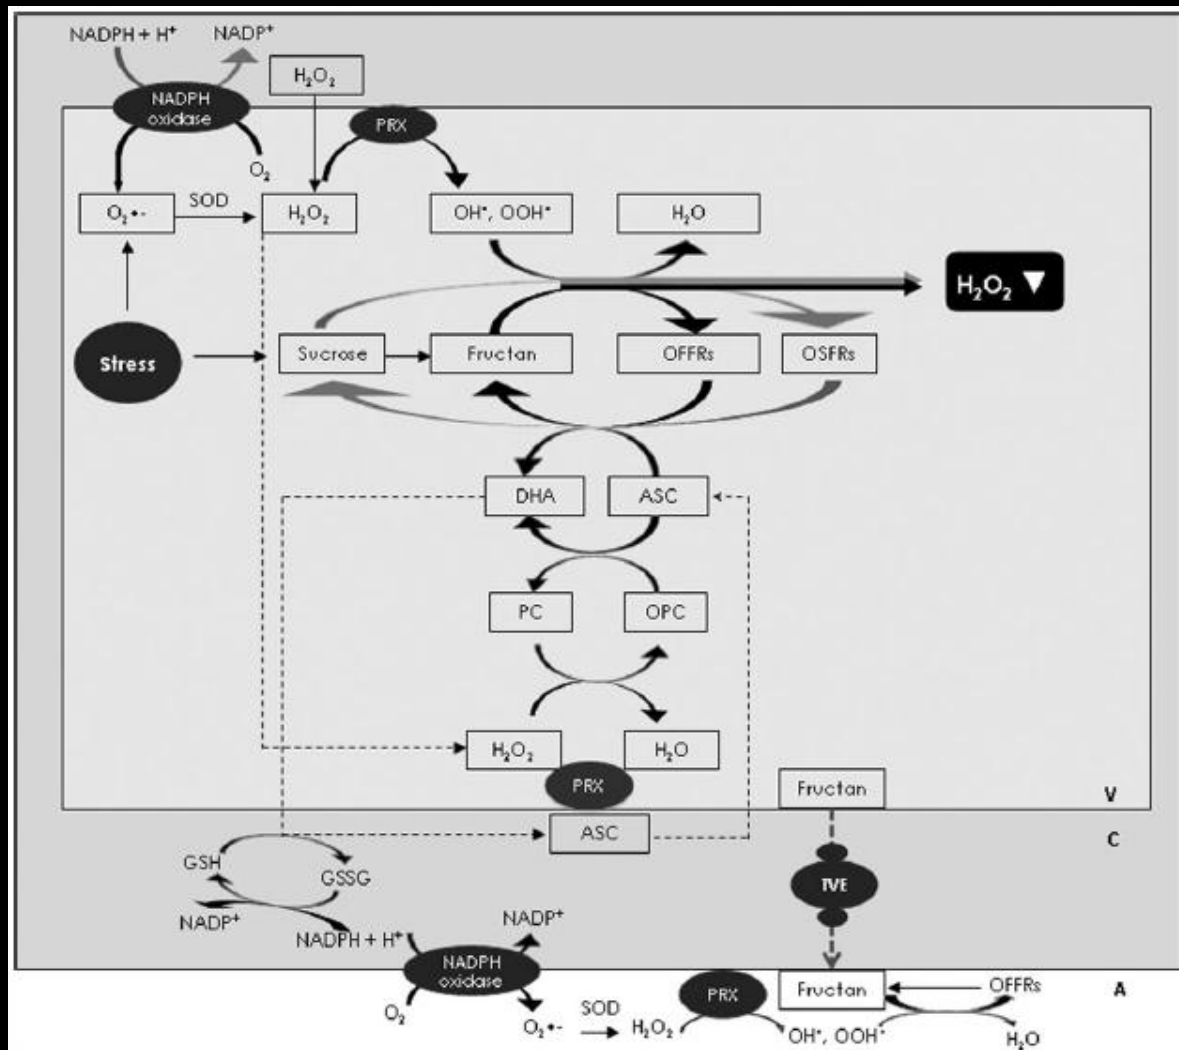 NADPH + H⁺
NADP⁺
H₂O₂
NADPH
oxidase
PRX
O₂
O₂•-
SOD
H₂O₂
OH•, OOH•
H₂O
H₂O₂ ▼
Stress
Sucrose
Fructan
OFFRs
OSFRs
DHA
ASC
PC
OPC
H₂O₂
H₂O
PRX
Fructan
V
ASC
C
GSH
GSSG
TVE
NADP⁺
NADPH + H⁺
NADP⁺
NADPH
oxidase
O₂
O₂•-
SOD
H₂O₂
PRX
Fructan
OFFRs
A
OH•, OOH•
H₂O